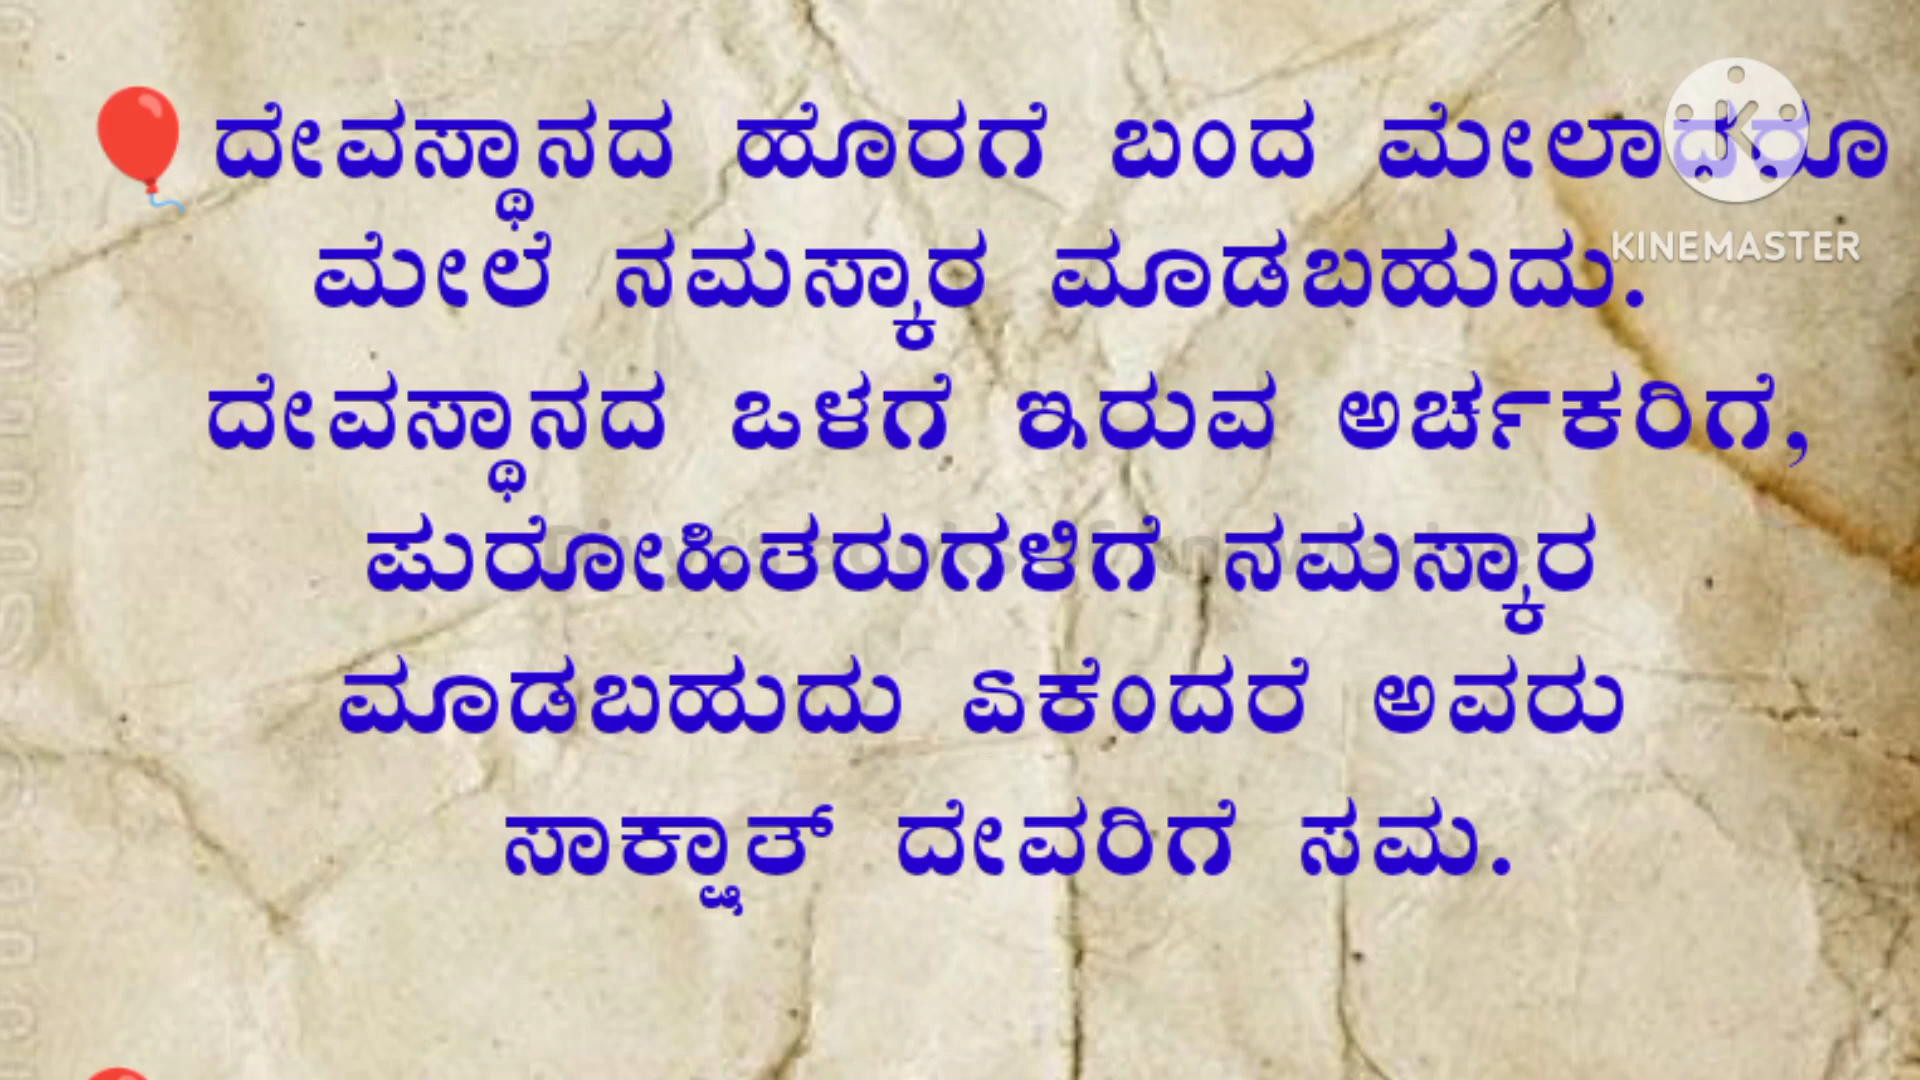 🎈ದೇವಸ್ಥಾನದ ಹೊರಗೆ ಬಂದ ಮೇಲಾದರೂ
ಮೇಲೆ ನಮಸ್ಕಾರ ಮಾಡಬಹುದು.
KINEMASTER
ದೇವಸ್ಥಾನದ ಒಳಗೆ ಇರುವ ಅರ್ಚಕರಿಗೆ,
ಪುರೋಹಿತರುಗಳಿಗೆ ನಮಸ್ಕಾರ
ಮಾಡಬಹುದು ಏಕೆಂದರೆ ಅವರು
ಸಾಕ್ಷಾತ್ ದೇವರಿಗೆ ಸಮ.